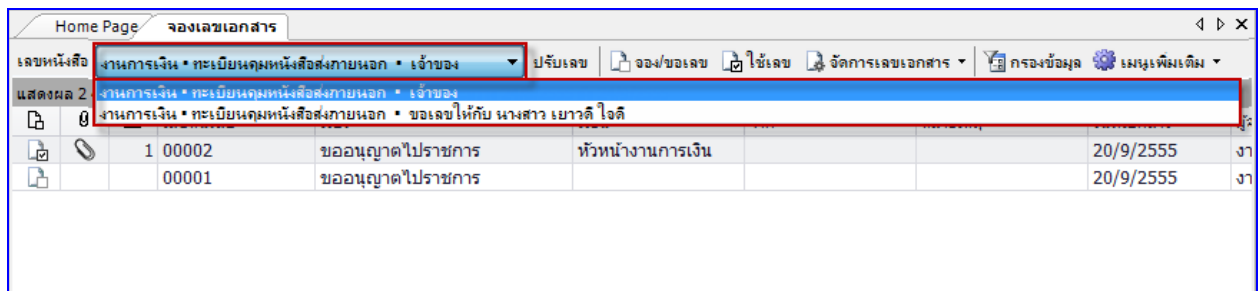 Home Page จองเลขเอกสาร
เลขหนังสือ งานการเงิน • ทะเบียนคุมหนังสือส่งภายนอก • เจ้าของ ปรับเลข จอง/ขอเลข ใช้เลข จัดการเลขเอกสาร กรองข้อมูล เมนูเพิ่มเติม
แสดงผล 2 งานการเงิน • ทะเบียนคุมหนังสือส่งภายนอก • เจ้าของ
งานการเงิน • ทะเบียนคุมหนังสือส่งภายนอก • ขอเลขให้กับ นางสาว เยาวดี ใจดี
1 00002 ขออนุญาตไปราชการ หัวหน้างานการเงิน 20/9/2555 งา
00001 ขออนุญาตไปราชการ 20/9/2555 งา